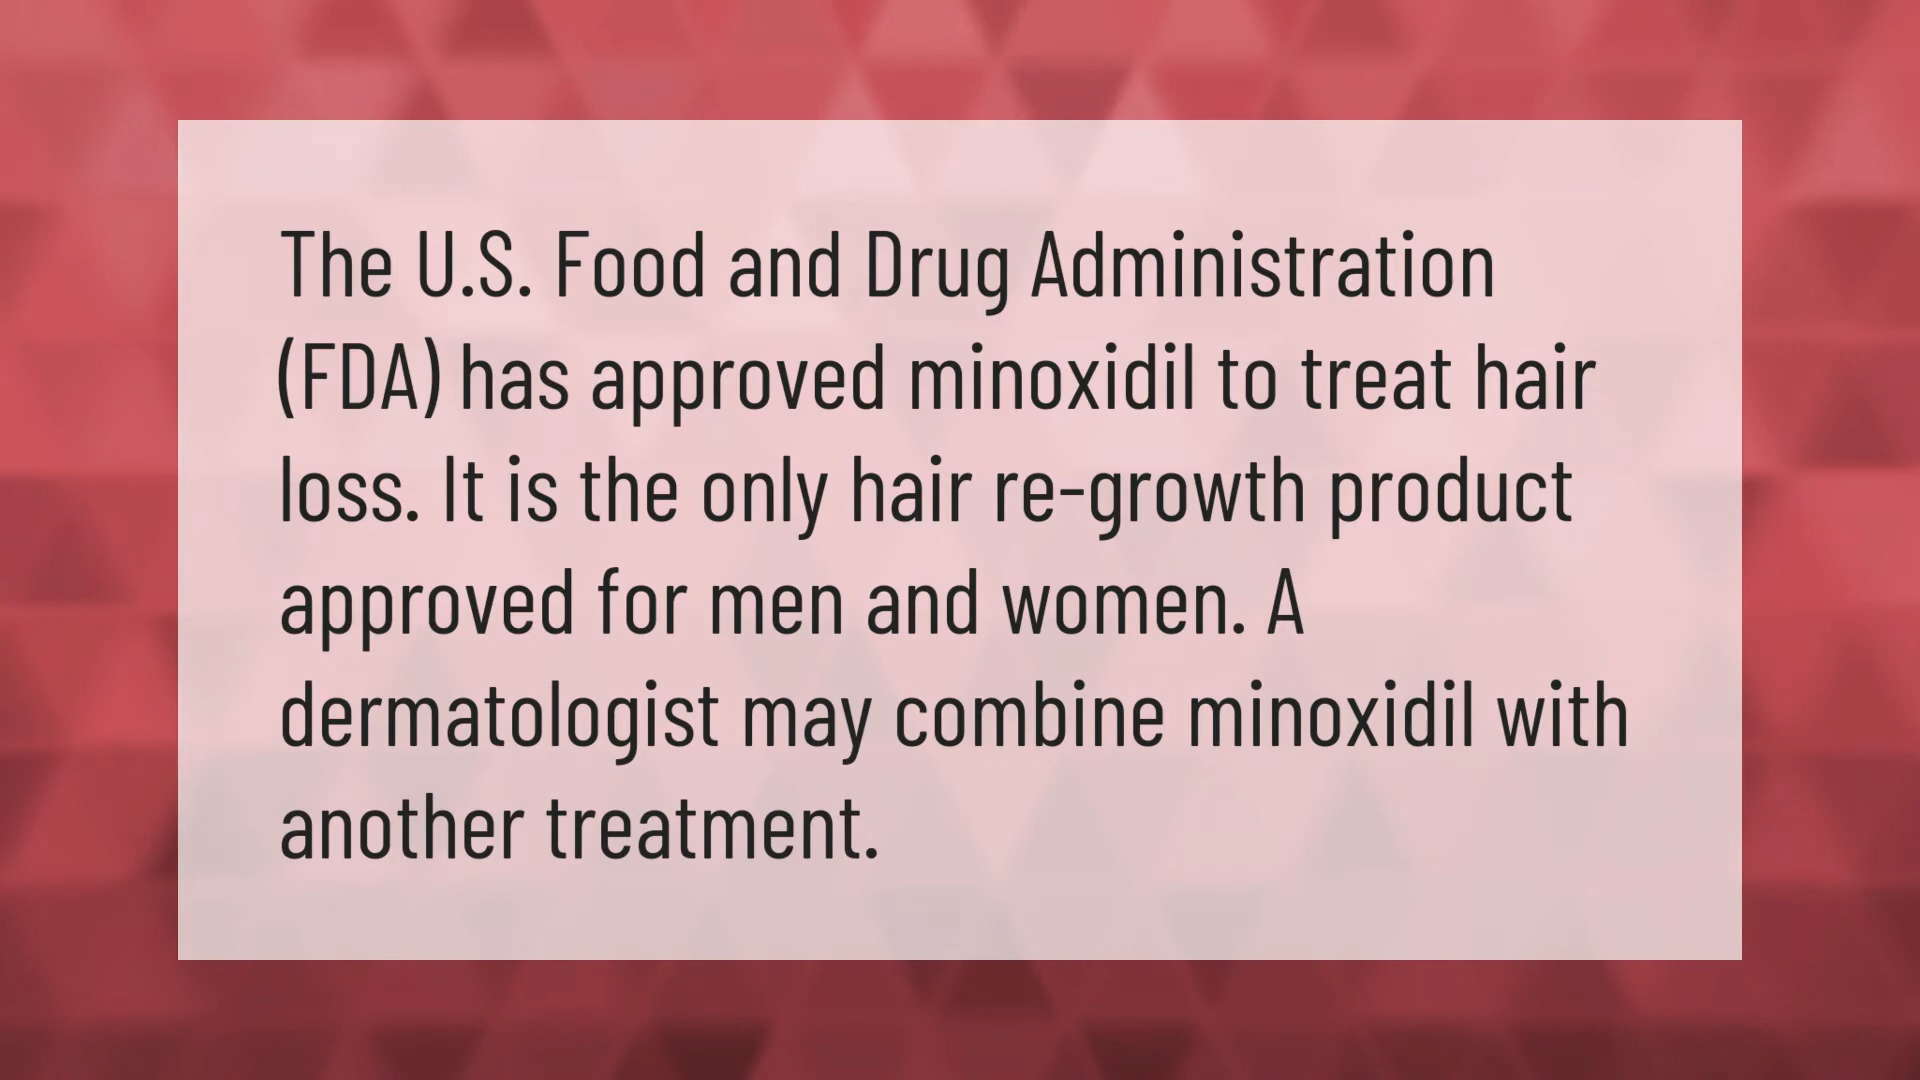 The U.S. Food and Drug Administration
(FDA) has approved minoxidil to treat hair
loss. It is the only hair re-growth product
approved for men and women. A
dermatologist may combine minoxidil with
another treatment.